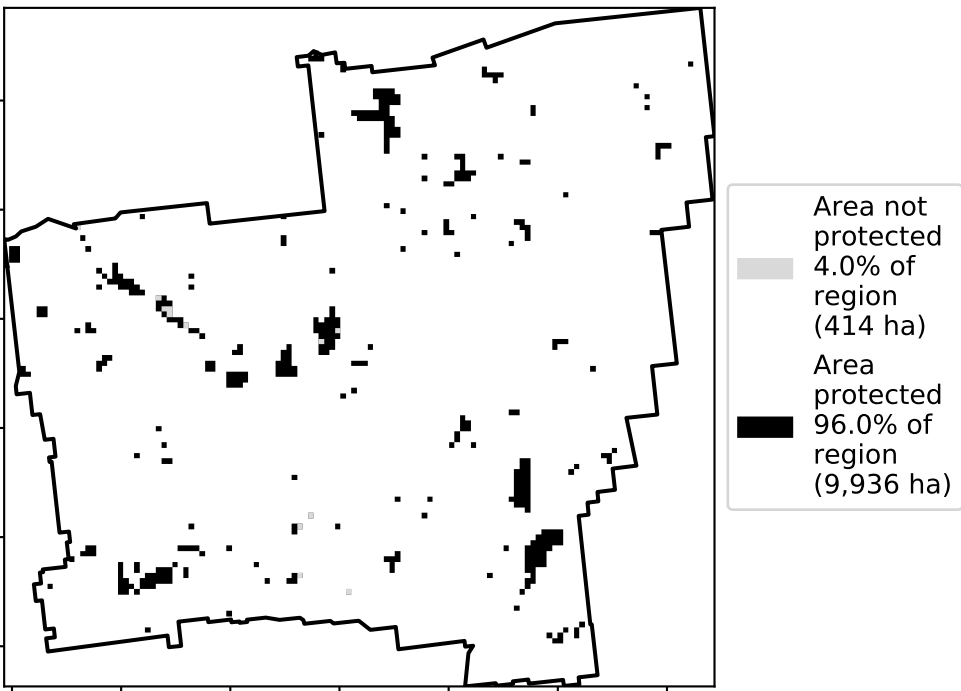 Area not
protected
4.0% of
region
(414 ha)
Area
protected
96.0% of
region
(9,936 ha)